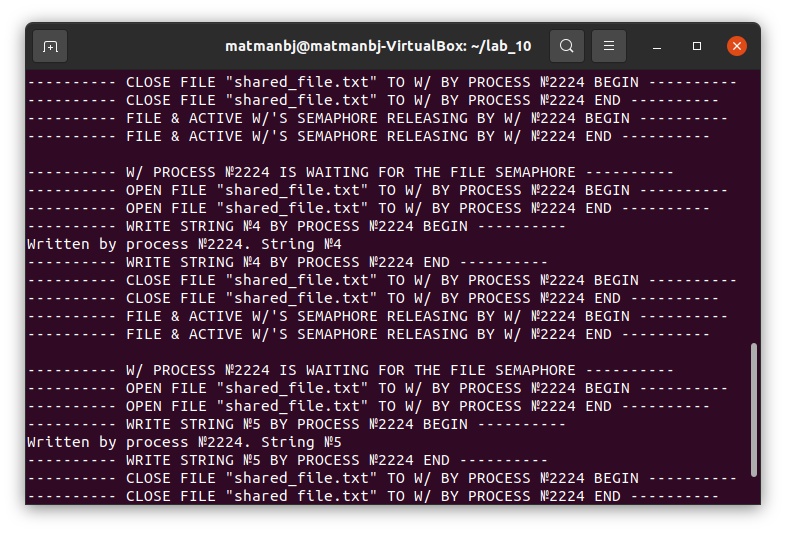 matmanbj@matmanbj-VirtualBox: ~/lab_10
---------- CLOSE FILE "shared_file.txt" TO W/ BY PROCESS №2224 BEGIN ----------
---------- CLOSE FILE "shared_file.txt" TO W/ BY PROCESS №2224 END ----------
---------- FILE & ACTIVE W/'S SEMAPHORE RELEASING BY W/ №2224 BEGIN ----------
---------- FILE & ACTIVE W/'S SEMAPHORE RELEASING BY W/ №2224 END ----------
---------- W/ PROCESS №2224 IS WAITING FOR THE FILE SEMAPHORE ----------
---------- OPEN FILE "shared_file.txt" TO W/ BY PROCESS №2224 BEGIN ----------
---------- OPEN FILE "shared_file.txt" TO W/ BY PROCESS №2224 END ----------
---------- WRITE STRING №4 BY PROCESS №2224 BEGIN ----------
Written by process №2224. String №4
---------- WRITE STRING №4 BY PROCESS №2224 END ----------
---------- CLOSE FILE "shared_file.txt" TO W/ BY PROCESS №2224 BEGIN ----------
---------- CLOSE FILE "shared_file.txt" TO W/ BY PROCESS №2224 END ----------
---------- FILE & ACTIVE W/'S SEMAPHORE RELEASING BY W/ №2224 BEGIN ----------
---------- FILE & ACTIVE W/'S SEMAPHORE RELEASING BY W/ №2224 END ----------
---------- W/ PROCESS №2224 IS WAITING FOR THE FILE SEMAPHORE ----------
---------- OPEN FILE "shared_file.txt" TO W/ BY PROCESS №2224 BEGIN ----------
---------- OPEN FILE "shared_file.txt" TO W/ BY PROCESS №2224 END ----------
---------- WRITE STRING №5 BY PROCESS №2224 BEGIN ----------
Written by process №2224. String №5
---------- WRITE STRING №5 BY PROCESS №2224 END ----------
---------- CLOSE FILE "shared_file.txt" TO W/ BY PROCESS №2224 BEGIN ----------
---------- CLOSE FILE "shared_file.txt" TO W/ BY PROCESS №2224 END ----------